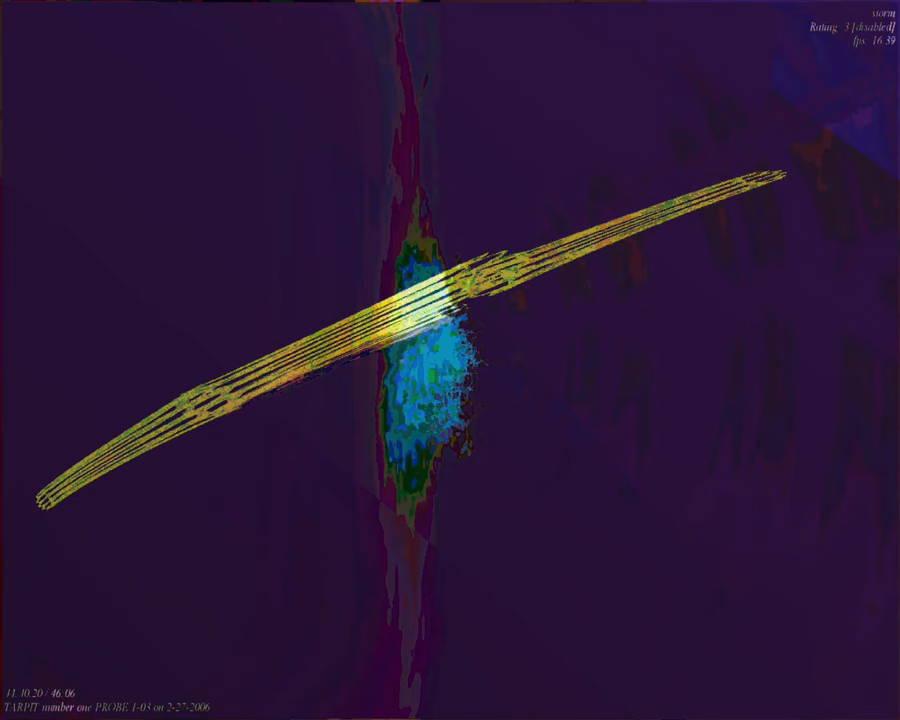 storm
Rating 3 [disabled]
fps: 16.39
11.10.20 / 46:06
TARPIT number one PROBE 1-03 on 2-27-2006